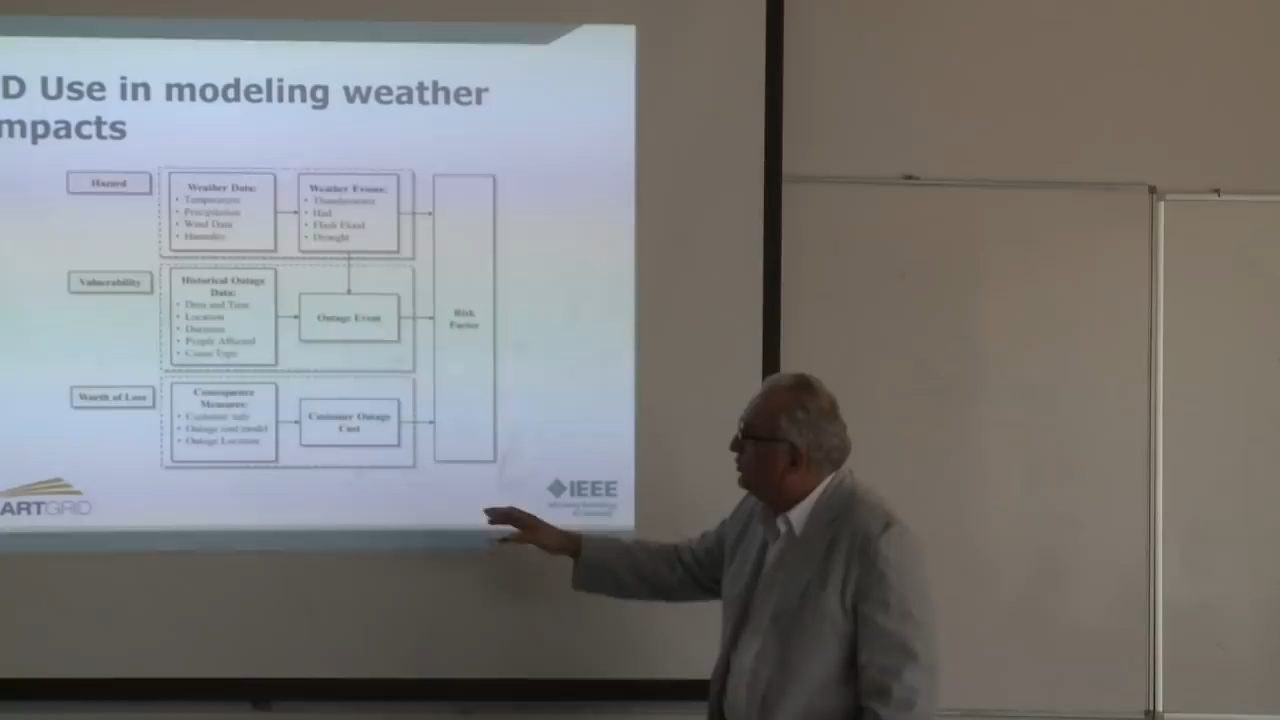 D Use in modeling weather
mpacts
Hazard
Weather Data:
• Temperature
• Precipitation
• Wind Data
• Humidity
Weather Events:
• Thunderstorm
• Hail
• Flash Flood
• Drought
Vulnerability
Historical Outage
Data:
• Date and Time
• Location
• Duration
• People Affected
• Cause Type
Outage Event
Risk
Factor
Worth of Loss
Consequence
Measures:
• Customer
• Outage cost model
• Outage Location
Customer Outage
Cost
ARTGRID
IEEE